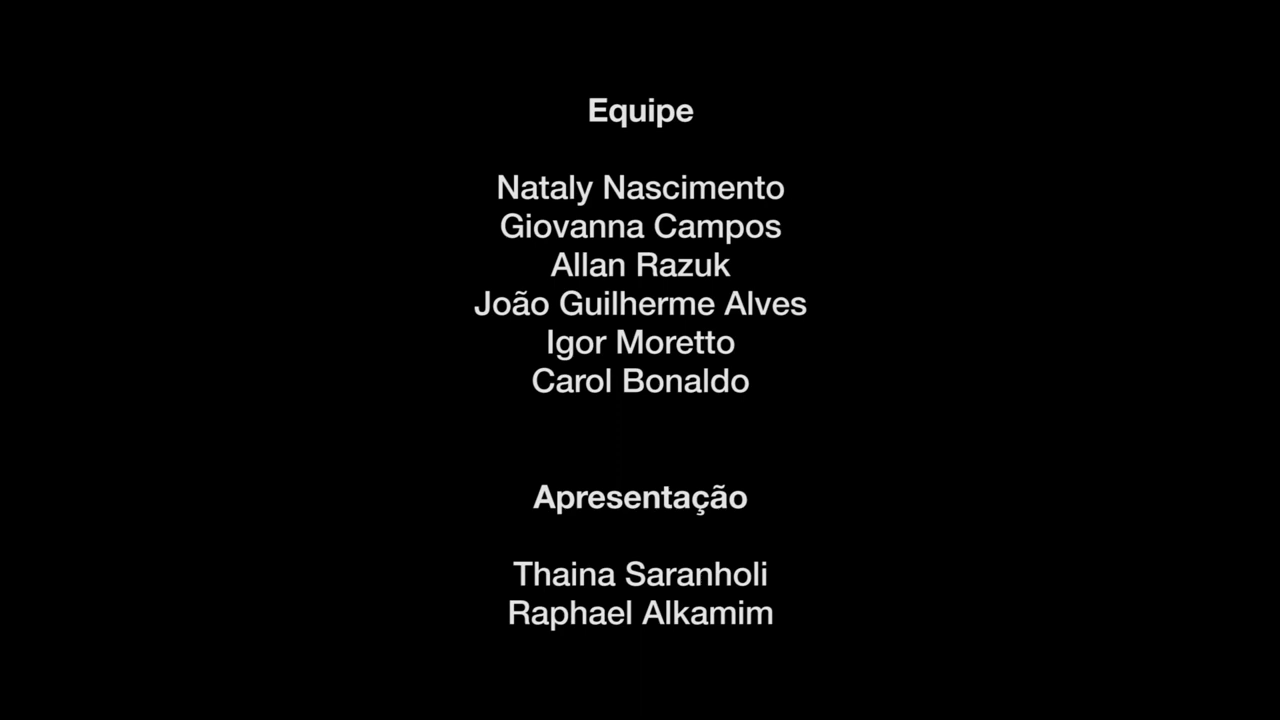 Equipe
Nataly Nascimento
Giovanna Campos
Allan Razuk
João Guilherme Alves
Igor Moretto
Carol Bonaldo
Apresentação
Thaina Saranholi
Raphael Alkamim